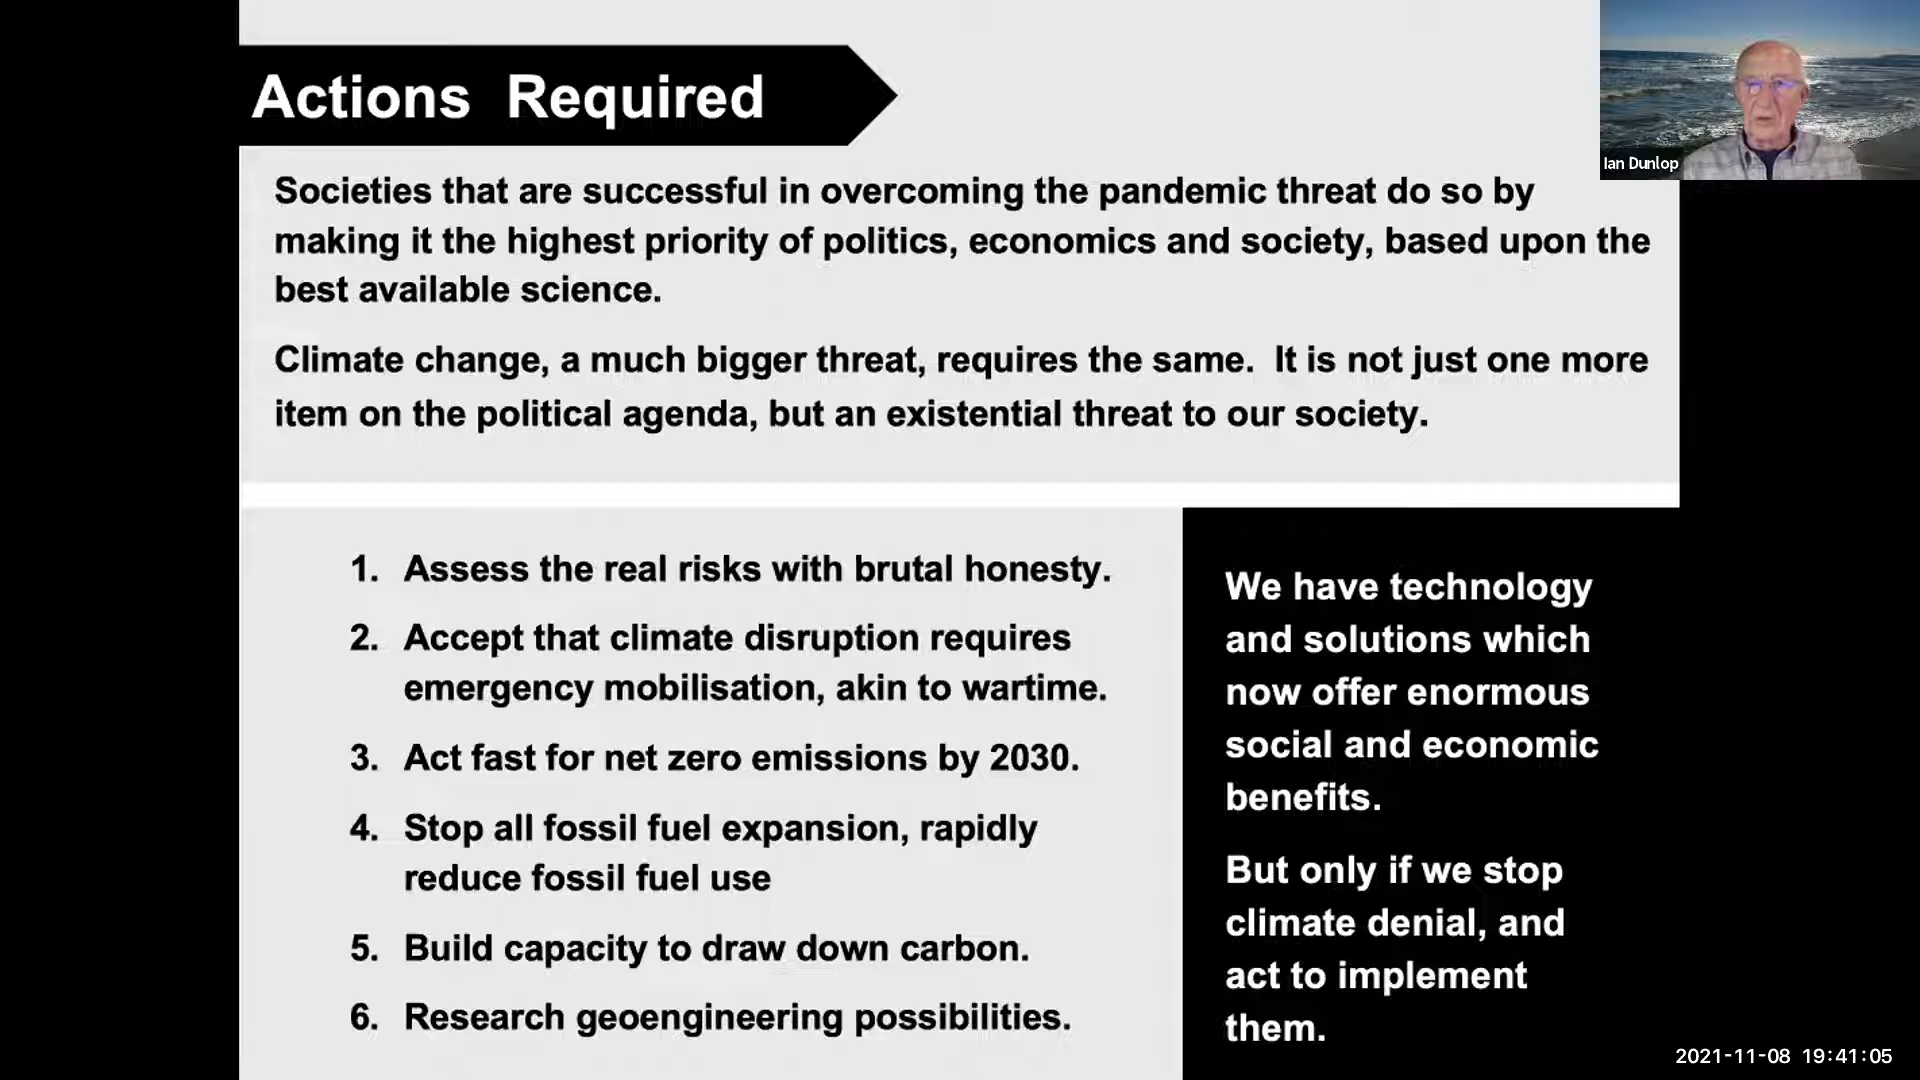 Actions Required
Ian Dunlop
Societies that are successful in overcoming the pandemic threat do so by
making it the highest priority of politics, economics and society, based upon the
best available science.
Climate change, a much bigger threat, requires the same. It is not just one more
item on the political agenda, but an existential threat to our society.
1. Assess the real risks with brutal honesty.
2. Accept that climate disruption requires
emergency mobilisation, akin to wartime.
3. Act fast for net zero emissions by 2030.
4. Stop all fossil fuel expansion, rapidly
reduce fossil fuel use
5. Build capacity to draw down carbon.
6. Research geoengineering possibilities.
We have technology
and solutions which
now offer enormous
social and economic
benefits.
But only if we stop
climate denial, and
act to implement
them.
2021-11-08 19:41:05